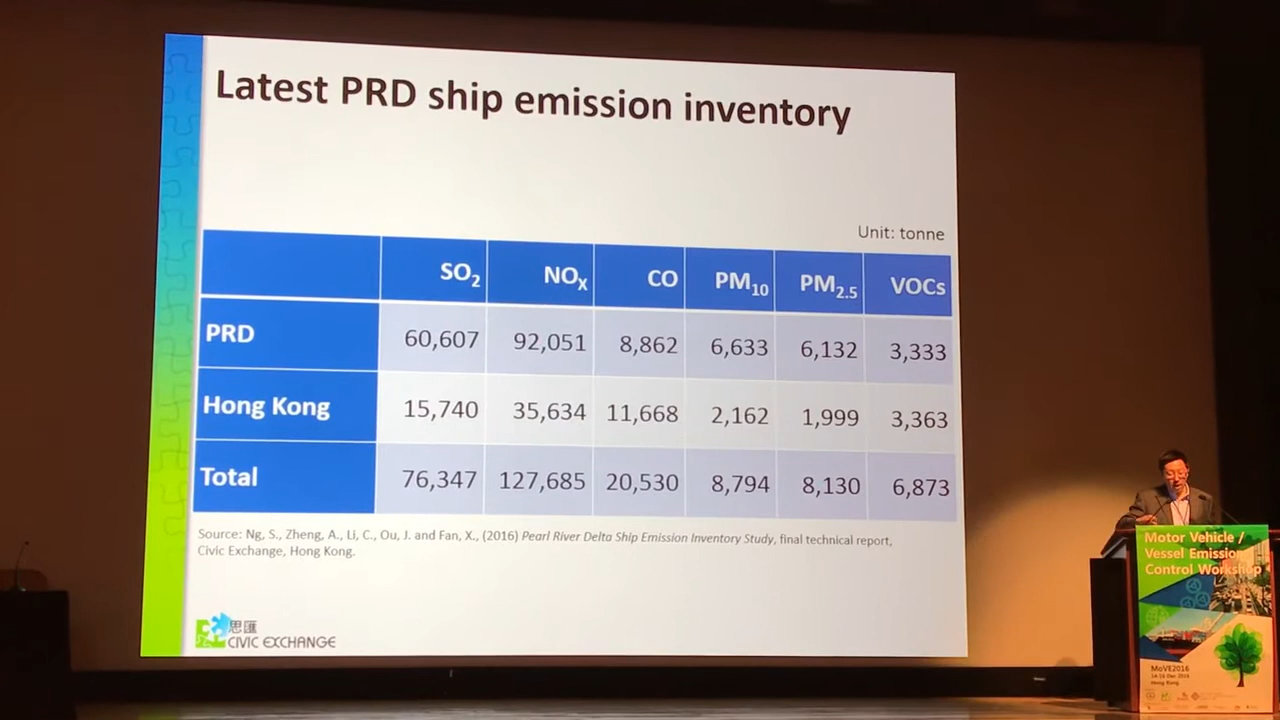 Latest PRD ship emission inventory
Unit: tonne
SO2 NOX CO PM10 PM2.5 VOCs
PRD 60,607 92,051 8,862 6,633 6,132 3,333
Hong Kong 15,740 35,634 11,668 2,162 1,999 3,363
Total 76,347 127,685 20,530 8,794 8,130 6,873
Source: Ng, S., Zheng, A., Li, C., Ou, J. and Fan, X., (2016) Pearl River Delta Ship Emission Inventory Study, final technical report,
Civic Exchange, Hong Kong.
思匯
CIVIC EXCHANGE
Motor Vehicle /
Vessel Emission
Control Workshop
MoVE2016
Hong Kong